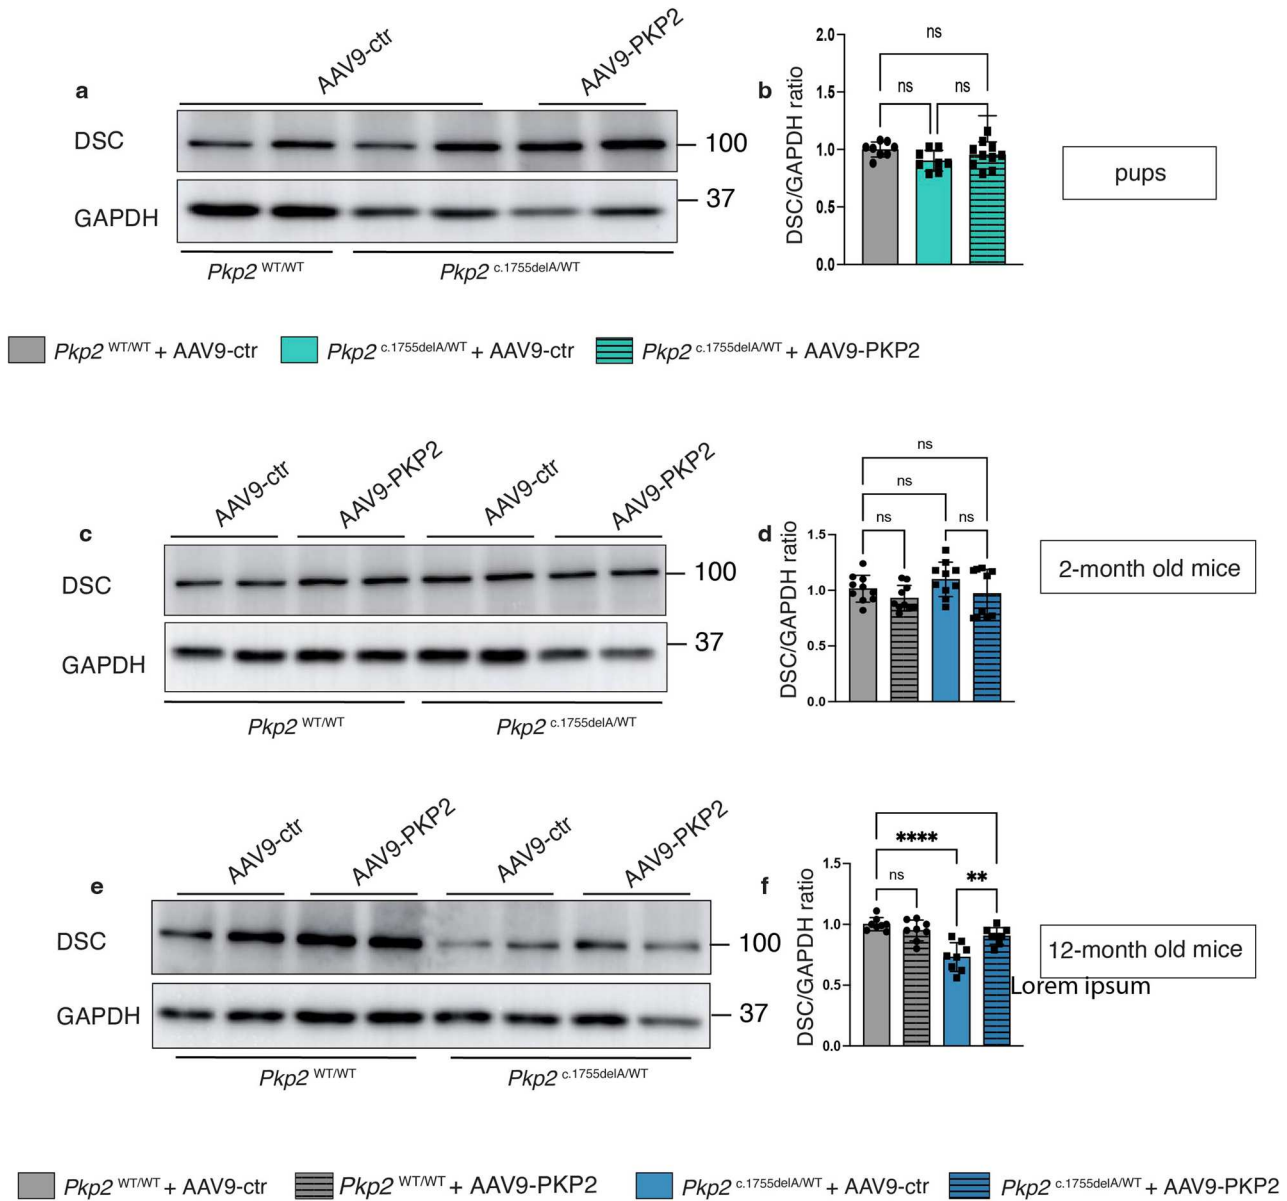 a
AAV9-ctr
AAV9-PKP2
DSC
100
GAPDH
37
Pkp2 WT/WT
Pkp2 c.1755delA/WT
b
DSC/GAPDH ratio
2.0
1.5
1.0
0.5
0.0
ns
ns
ns
pups
Pkp2 WT/WT + AAV9-ctr
Pkp2 c.1755delA/WT + AAV9-ctr
Pkp2 c.1755delA/WT + AAV9-PKP2
c
AAV9-ctr
AAV9-PKP2
AAV9-ctr
AAV9-PKP2
DSC
100
GAPDH
37
Pkp2 WT/WT
Pkp2 c.1755delA/WT
d
DSC/GAPDH ratio
1.5
1.0
0.5
0.0
ns
ns
ns
ns
2-month old mice
e
AAV9-ctr
AAV9-PKP2
AAV9-ctr
AAV9-PKP2
DSC
100
GAPDH
37
Pkp2 WT/WT
Pkp2 c.1755delA/WT
f
DSC/GAPDH ratio
1.5
1.0
0.5
0.0
****
ns
**
12-month old mice
Lorem ipsum
Pkp2 WT/WT + AAV9-ctr
Pkp2 WT/WT + AAV9-PKP2
Pkp2 c.1755delA/WT + AAV9-ctr
Pkp2 c.1755delA/WT + AAV9-PKP2